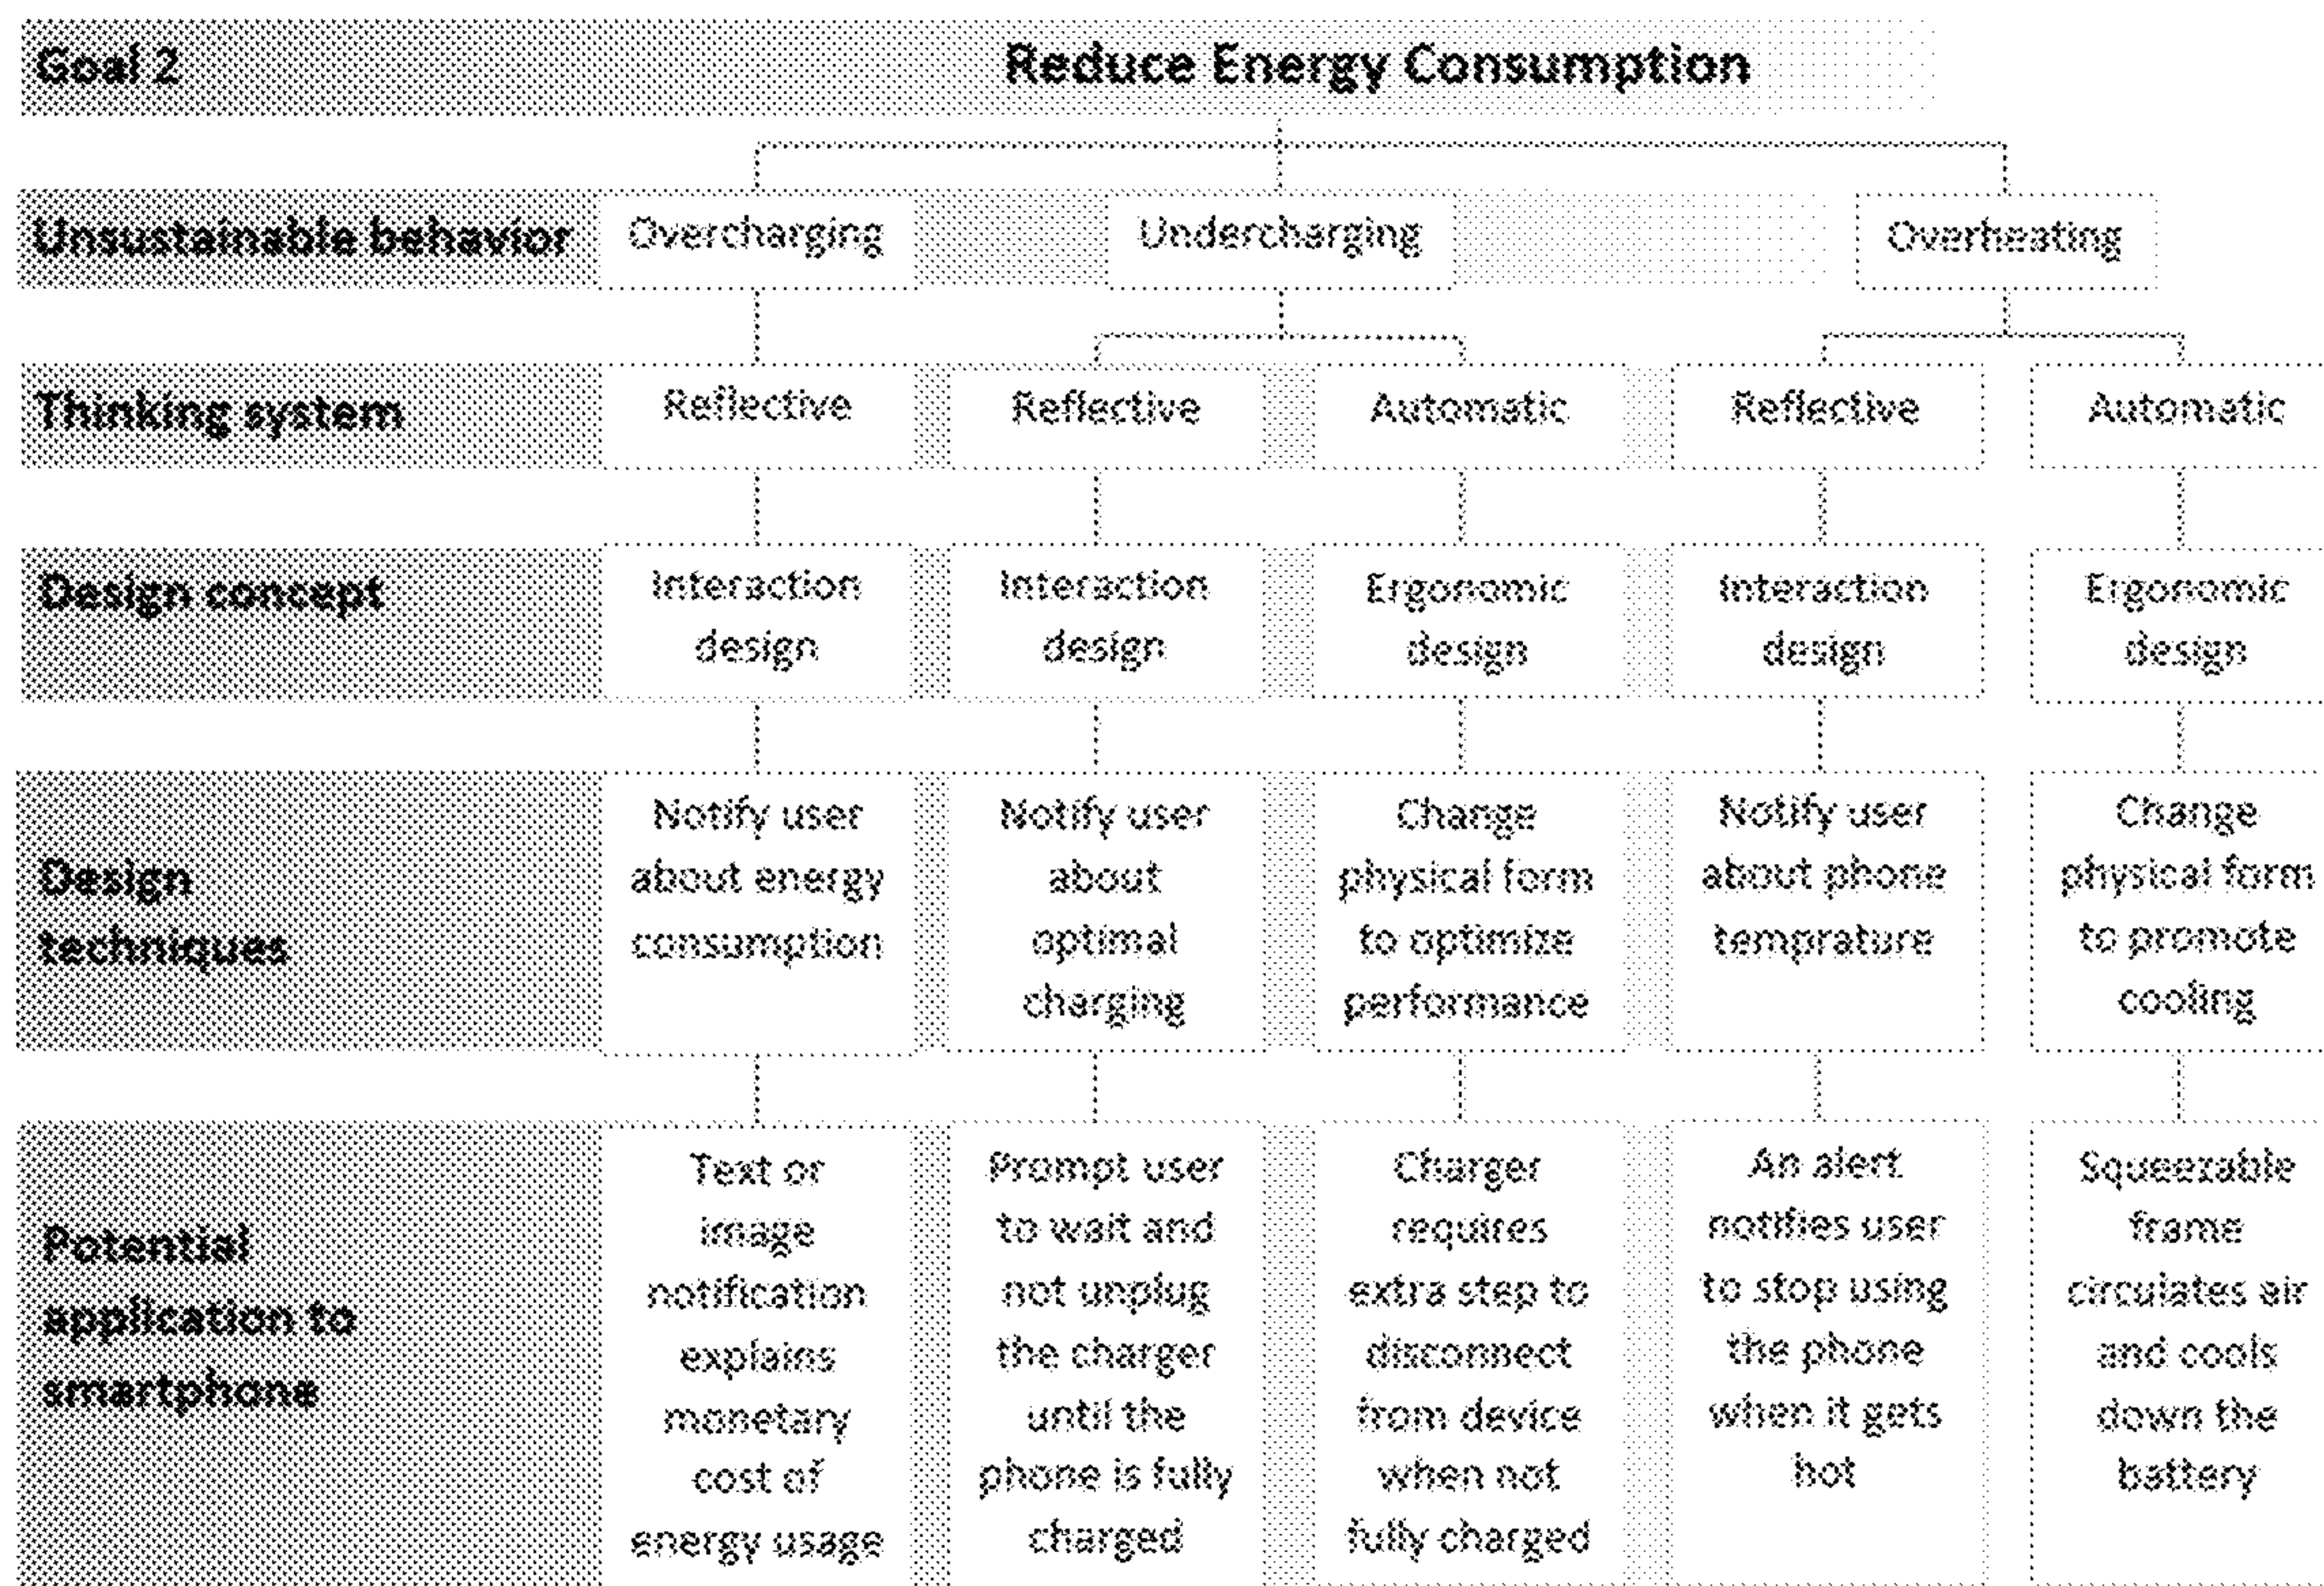 Goal 2
Reduce Energy Consumption
Unsustainable behavior
Overcharging
Undercharging
Overheating
Thinking system
Reflective
Reflective
Automatic
Reflective
Automatic
Design concept
Interaction
design
Interaction
design
Ergonomic
design
Interaction
design
Ergonomic
design
Design
techniques
Notify user
about energy
consumption
Notify user
about
optimal
charging
Change
physical form
to optimize
performance
Notify user
about phone
temprature
Change
physical form
to promote
cooling
Potential
application to
smartphone
Text or
image
notification
explains
monetary
cost of
energy usage
Prompt user
to wait and
not unplug
the charger
until the
phone is fully
charged
Charger
requires
extra step to
disconnect
from device
when not
fully charged
An alert
notifies user
to stop using
the phone
when it gets
hot
Squeezable
frame
circulates air
and cools
down the
battery